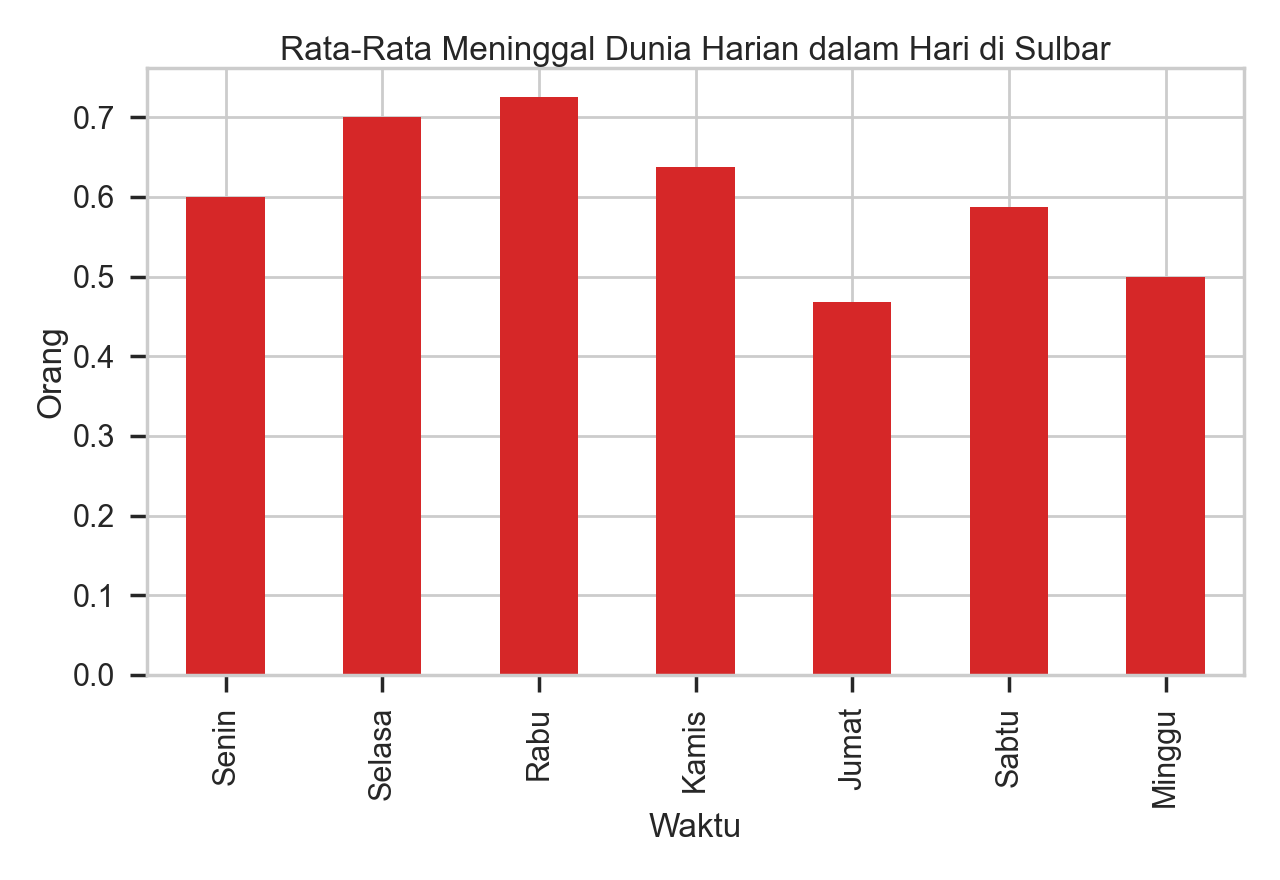 Rata-Rata Meninggal Dunia Harian dalam Hari di Sulbar
0.7
0.6
0.5
0.4
0.3
0.2
0.1
0.0
Orang
Senin
Selasa
Rabu
Kamis
Jumat
Sabtu
Minggu
Waktu